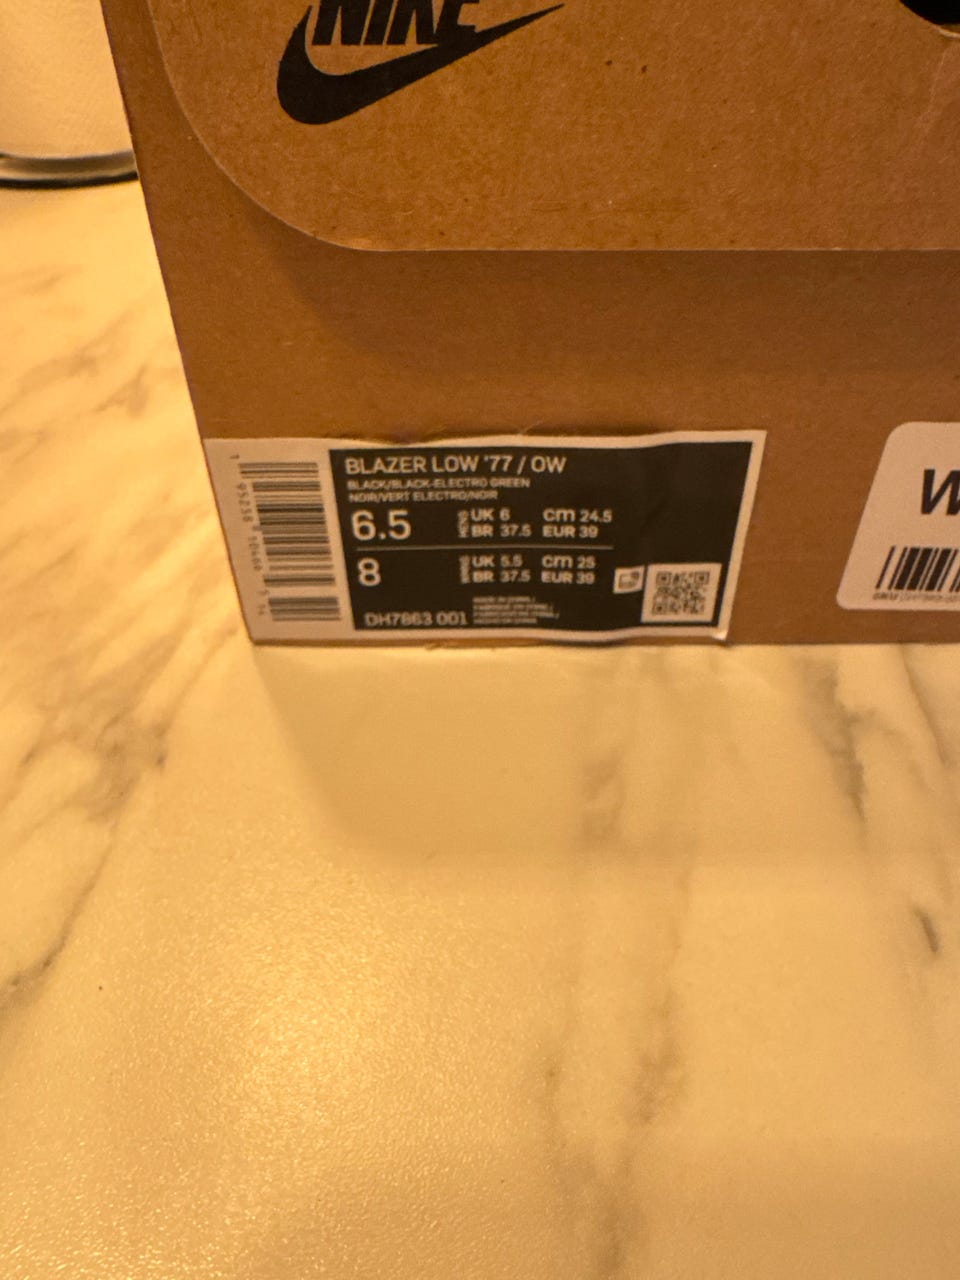 NIKE
BLAZER LOW '77 / OW
BLACK/BLACK-ELECTRO GREEN
NOIR/VERT ELECTRO/NOIR
6.5 UK 6 cm 24.5
BR 37.5 EUR 39
8 UK 5.5 cm 25
BR 37.5 EUR 39
DH7863 001
W